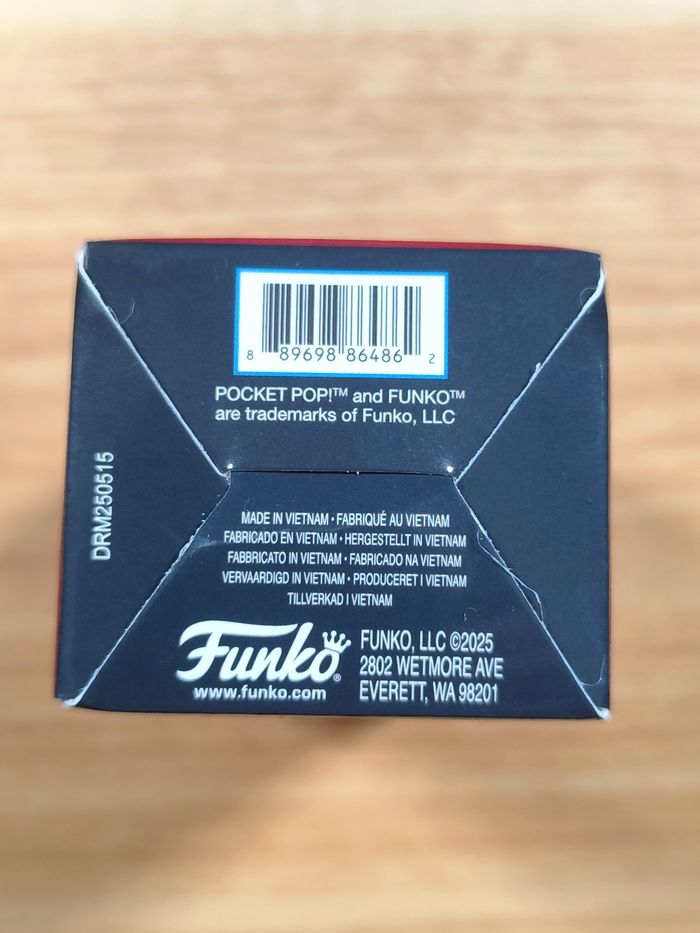 8 89698 86486 2
POCKET POP!™ and FUNKO™
are trademarks of Funko, LLC
DRM250515
MADE IN VIETNAM • FABRIQUÉ AU VIETNAM
FABRICADO EN VIETNAM • HERGESTELLT IN VIETNAM
FABBRICATO IN VIETNAM • FABRICADO NA VIETNAM
VERVAARDIGD IN VIETNAM • PRODUCERET I VIETNAM
TILLVERKAD I VIETNAM
Funko®
www.funko.com
FUNKO, LLC ©2025
2802 WETMORE AVE
EVERETT, WA 98201